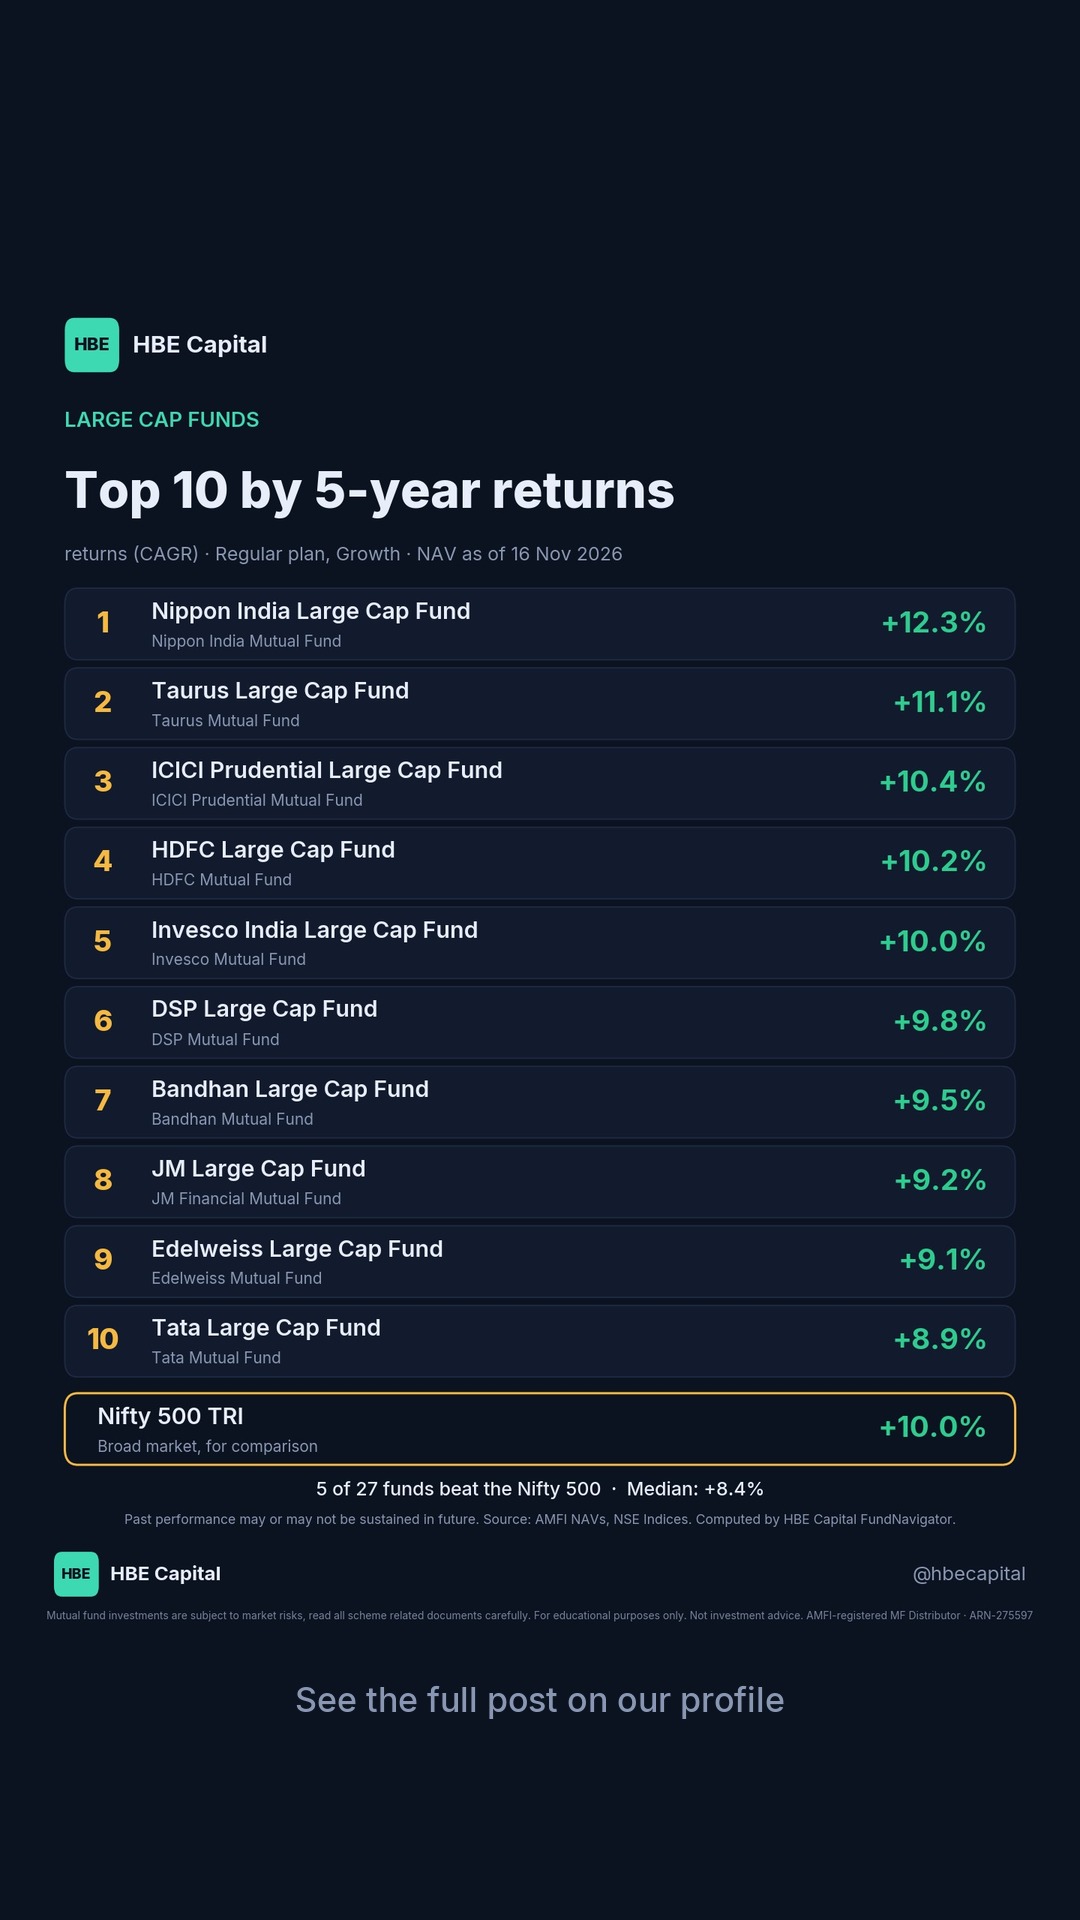 HBE HBE Capital
LARGE CAP FUNDS
Top 10 by 5-year returns
returns (CAGR) · Regular plan, Growth · NAV as of 16 Nov 2026
1 Nippon India Large Cap Fund +12.3%
Nippon India Mutual Fund
2 Taurus Large Cap Fund +11.1%
Taurus Mutual Fund
3 ICICI Prudential Large Cap Fund +10.4%
ICICI Prudential Mutual Fund
4 HDFC Large Cap Fund +10.2%
HDFC Mutual Fund
5 Invesco India Large Cap Fund +10.0%
Invesco Mutual Fund
6 DSP Large Cap Fund +9.8%
DSP Mutual Fund
7 Bandhan Large Cap Fund +9.5%
Bandhan Mutual Fund
8 JM Large Cap Fund +9.2%
JM Financial Mutual Fund
9 Edelweiss Large Cap Fund +9.1%
Edelweiss Mutual Fund
10 Tata Large Cap Fund +8.9%
Tata Mutual Fund
Nifty 500 TRI +10.0%
Broad market, for comparison
5 of 27 funds beat the Nifty 500 · Median: +8.4%
Past performance may or may not be sustained in future. Source: AMFI NAVs, NSE Indices. Computed by HBE Capital FundNavigator.
HBE HBE Capital @hbecapital
Mutual fund investments are subject to market risks, read all scheme related documents carefully. For educational purposes only. Not investment advice. AMFI-registered MF Distributor · ARN-275597
See the full post on our profile